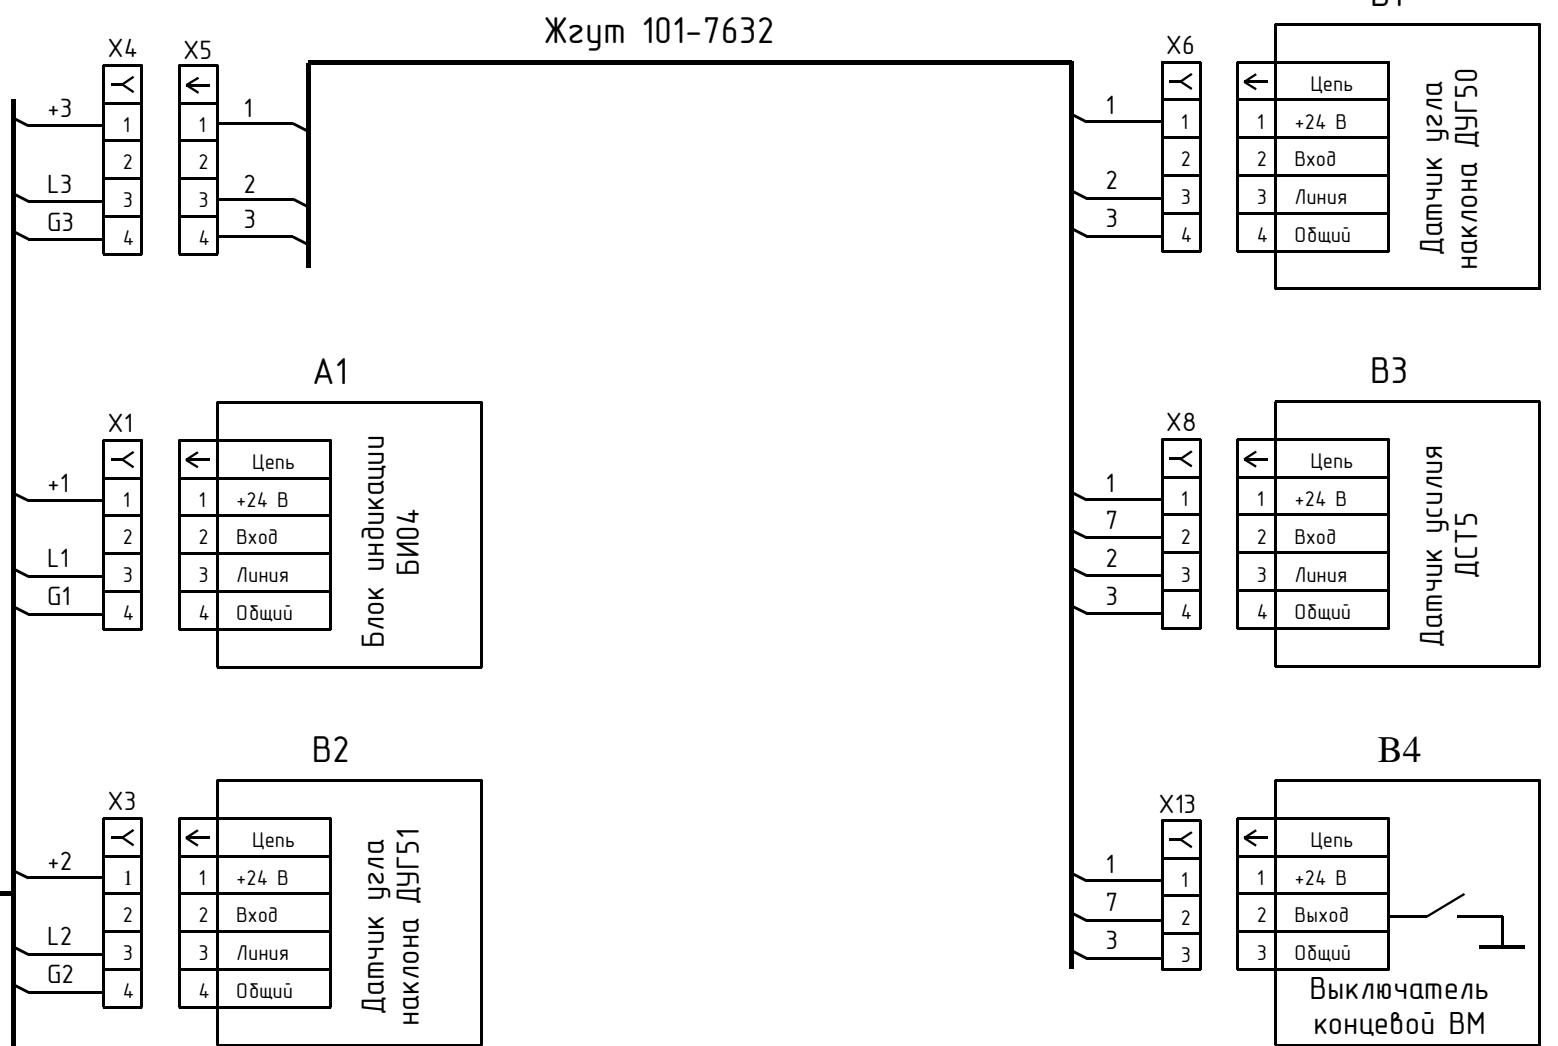 Жгут 101-7632
X4
X5
+3
1
2
L3
3
G3
4
1
1
2
3
2
4
3
X6
1
1
2
2
3
3
4
Цепь
1 +24 В
2 Вход
3 Линия
4 Общий
Датчик угла
наклона ДУГ50
A1
X1
+1
1
2
L1
3
G1
4
Цепь
1 +24 В
2 Вход
3 Линия
4 Общий
Блок индикации
БИ04
B3
X8
1
1
7
2
2
3
3
4
Цепь
1 +24 В
2 Вход
3 Линия
4 Общий
Датчик усилия
ДСТ5
B2
X3
+2
1
2
L2
3
G2
4
Цепь
1 +24 В
2 Вход
3 Линия
4 Общий
Датчик угла
наклона ДУГ51
B4
X13
1
1
7
2
3
3
Цепь
1 +24 В
2 Выход
3 Общий
Выключатель
концевой ВМ